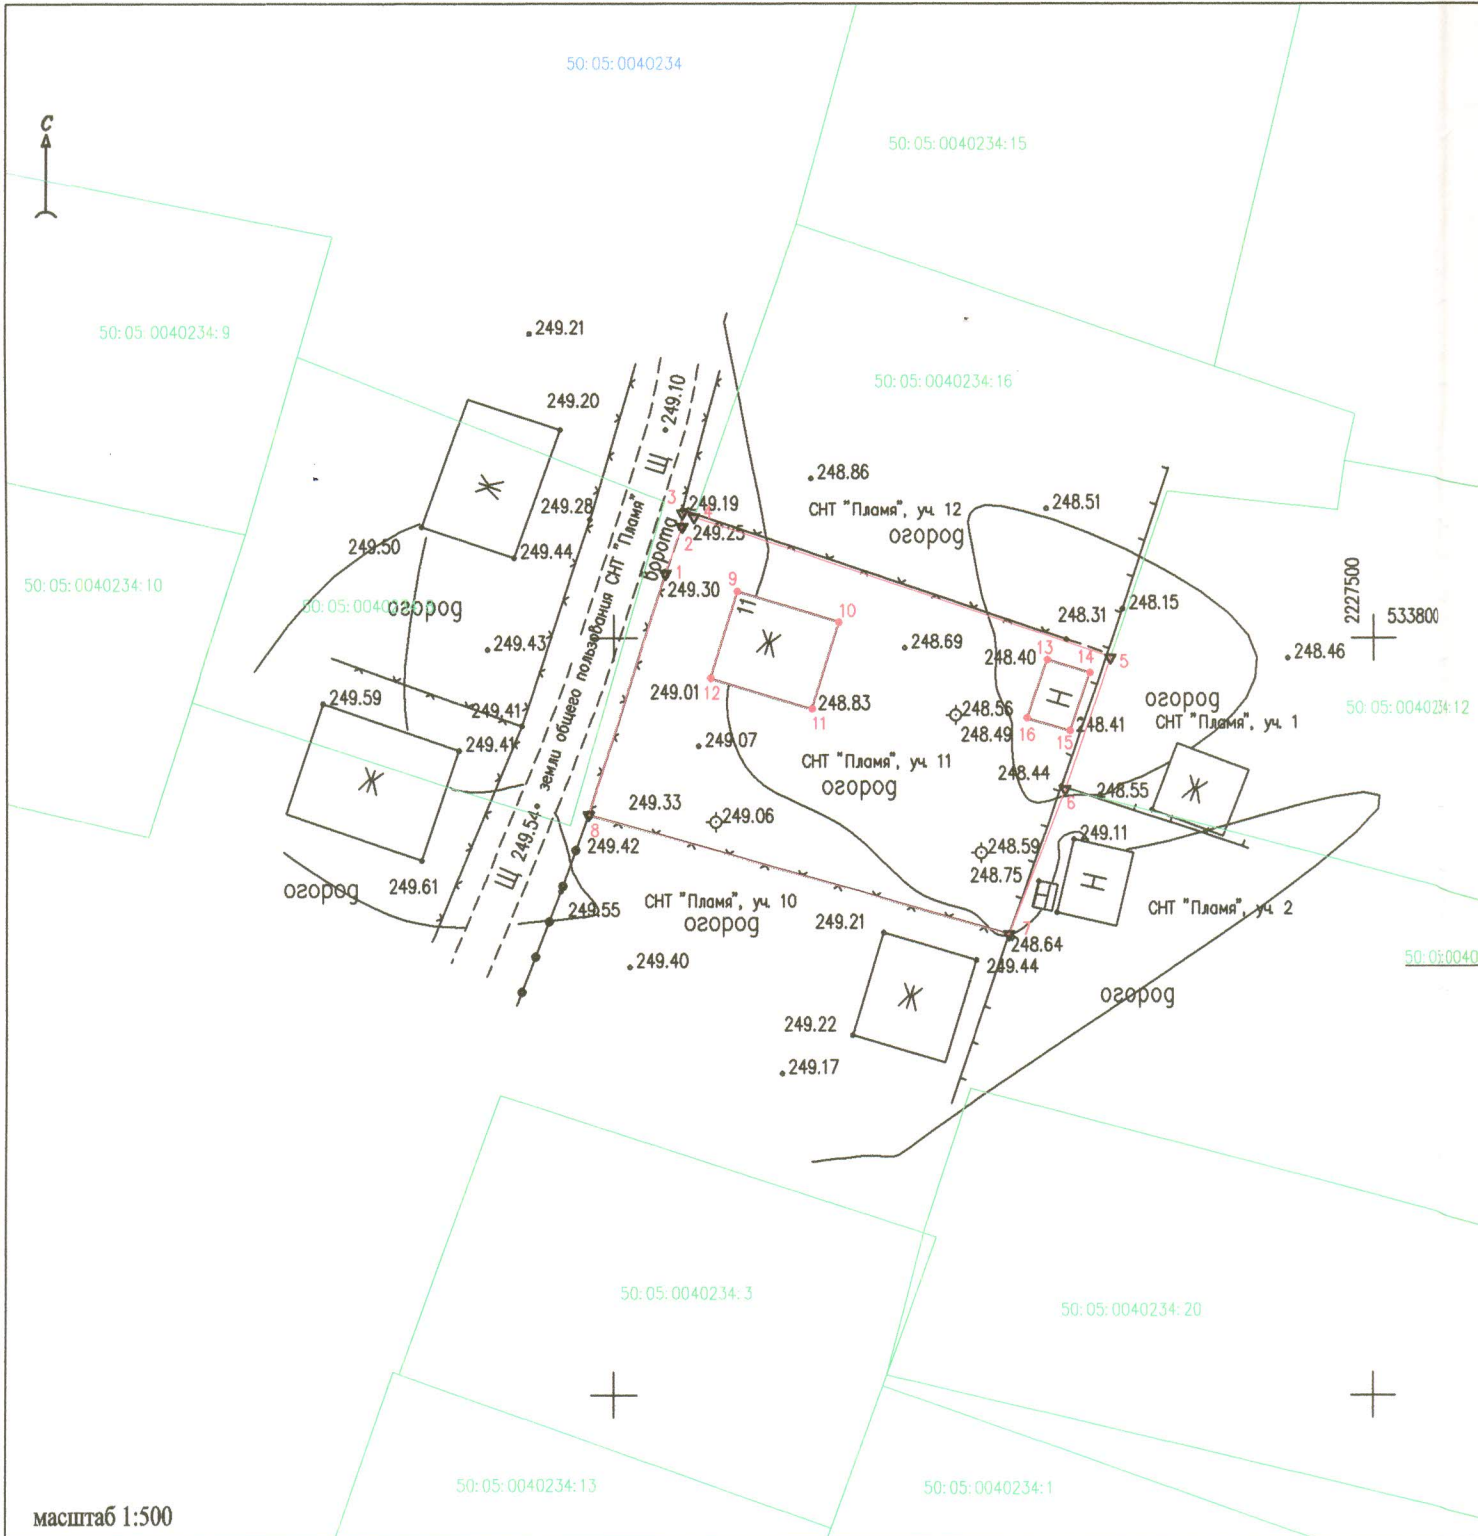 50:05:0040234
С
50:05:0040234:15
50:05:0040234:9
249.21
50:05:0040234:16
249.20
249.10
Щ
Ж
248.86
СНТ "Пламя", уч. 12
огород
248.51
249.28
3
249.19
4
249.25
2
ворота
249.50
249.44
1
249.30
50:05:0040234:10
огород
9
11
10
Ж
248.31
248.15
2227500
533800
249.43
248.69
248.40
13
14
5
248.46
земли общего пользования СНТ "Пламя"
249.01
12
248.83
11
Н
огород
249.59
249.41
249.41
248.56
248.49
16
15
248.41
СНТ "Пламя", уч. 1
50:05:0040234:12
249.07
СНТ "Пламя", уч. 11
огород
248.44
248.55
6
Ж
Ж
249.54
249.33
8
249.06
249.42
249.11
248.59
248.75
Щ
249.61
огород
249.55
СНТ "Пламя", уч. 10
огород
249.21
Н
СНТ "Пламя", уч. 2
7
248.64
249.44
249.40
50:05:0040
Ж
огород
249.22
249.17
50:05:0040234:3
50:05:0040234:20
50:05:0040234:13
50:05:0040234:1
масштаб 1:500